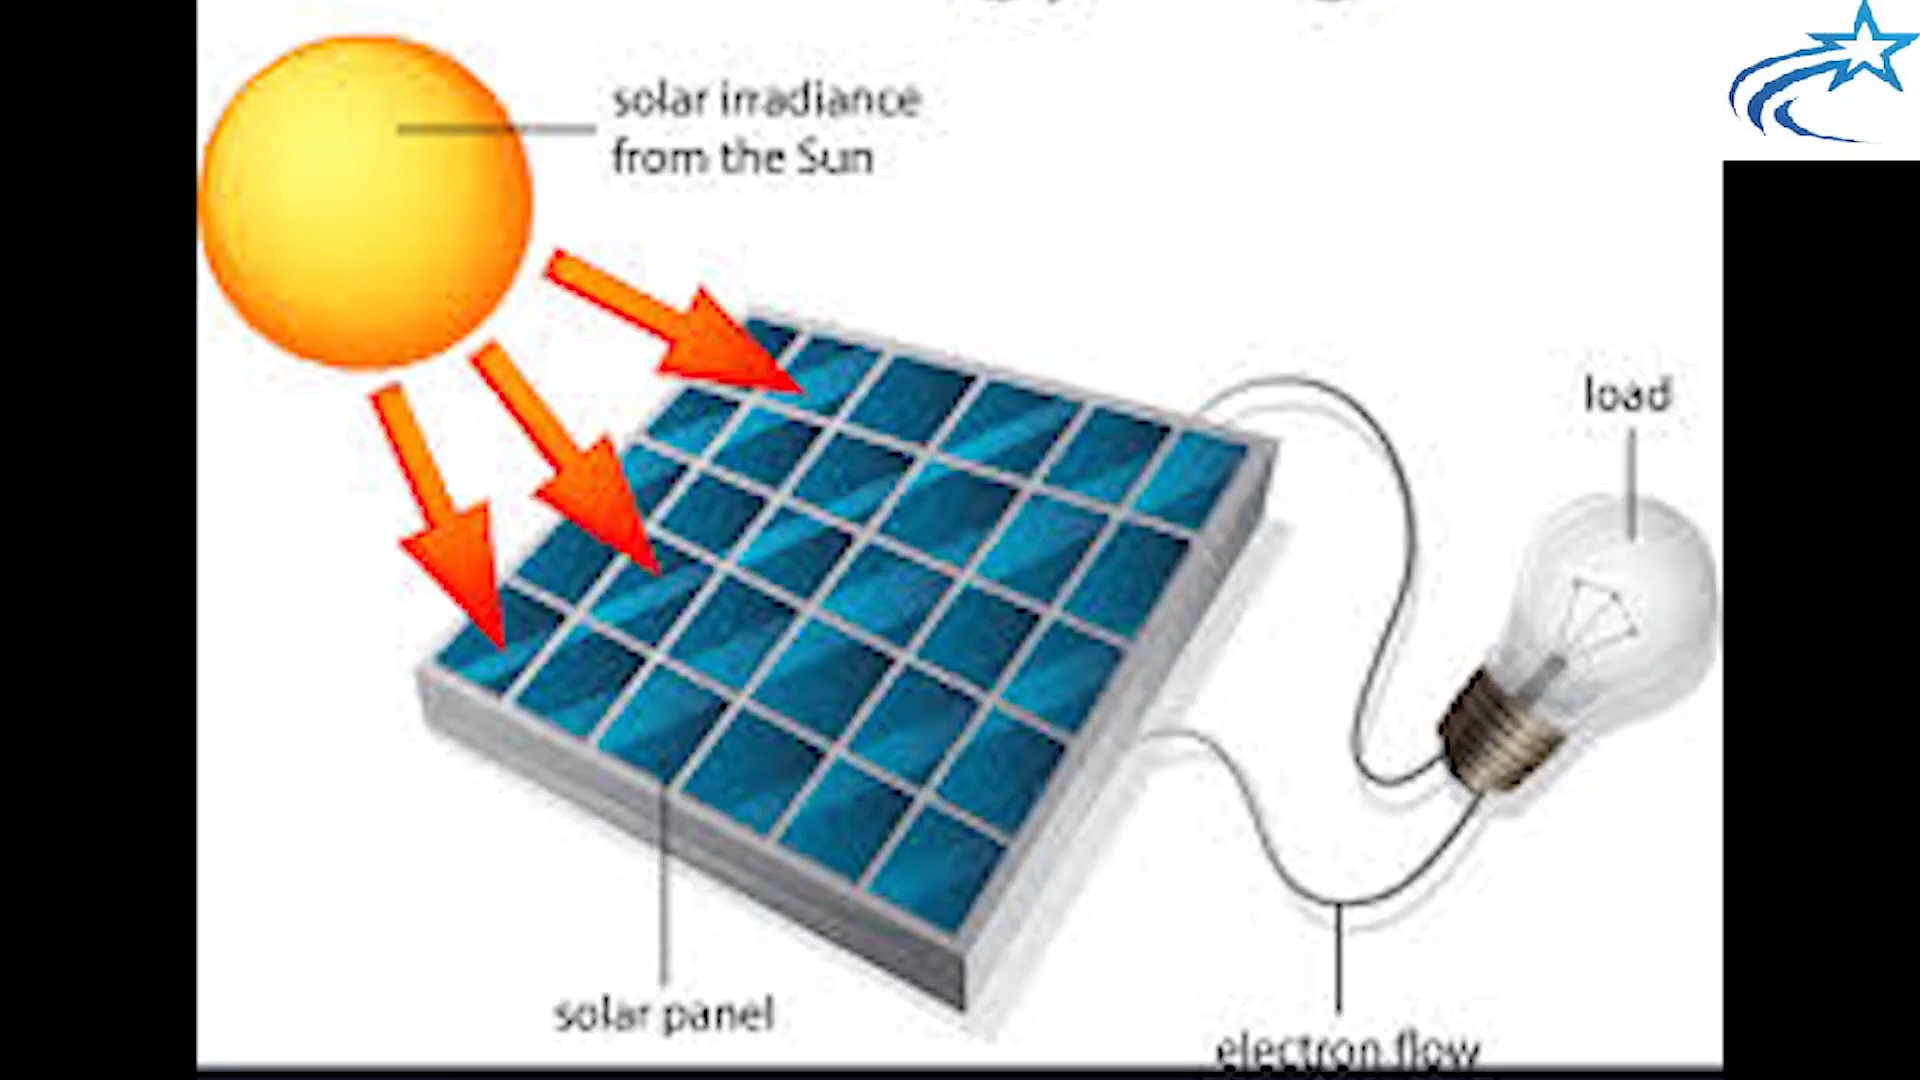 solar irradiance
from the Sun
load
solar panel
electron flow